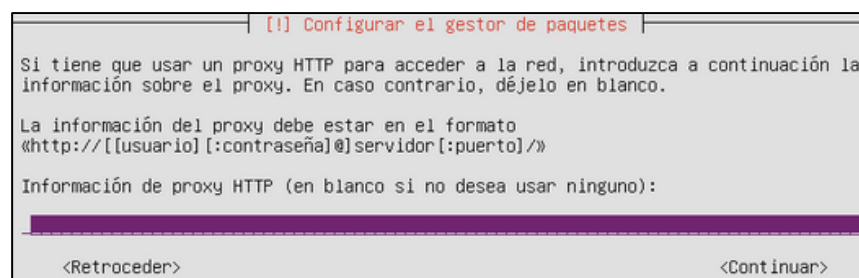 [!] Configurar el gestor de paquetes
Si tiene que usar un proxy HTTP para acceder a la red, introduzca a continuación la
información sobre el proxy. En caso contrario, déjelo en blanco.
La información del proxy debe estar en el formato
«http://[[usuario][:contraseña]@]servidor[:puerto]/»
Información de proxy HTTP (en blanco si no desea usar ninguno):
<Retroceder> <Continuar>